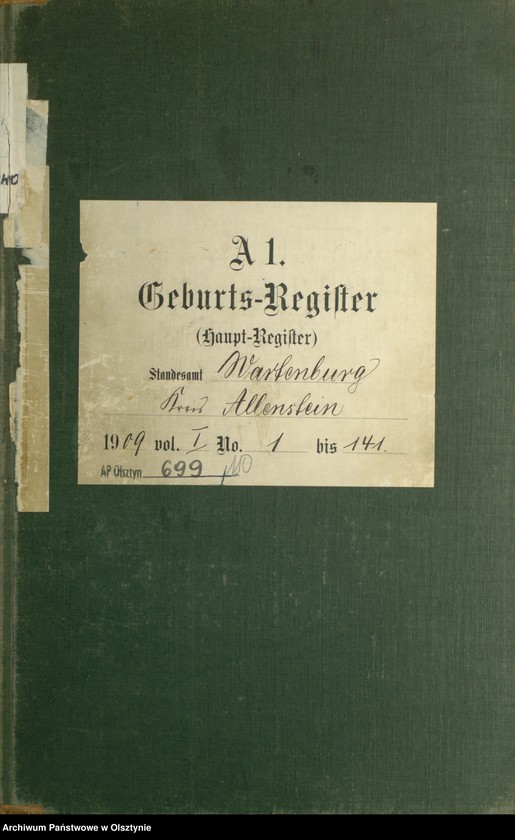 A 1.
Geburts-Regiſter
(Haupt-Regiſter)
Standesamt Wartenburg
Kreis Allenstein
1909 vol. I No. 1 bis 141.
AP Olsztyn 699 /110
Archiwum Państwowe w Olsztynie